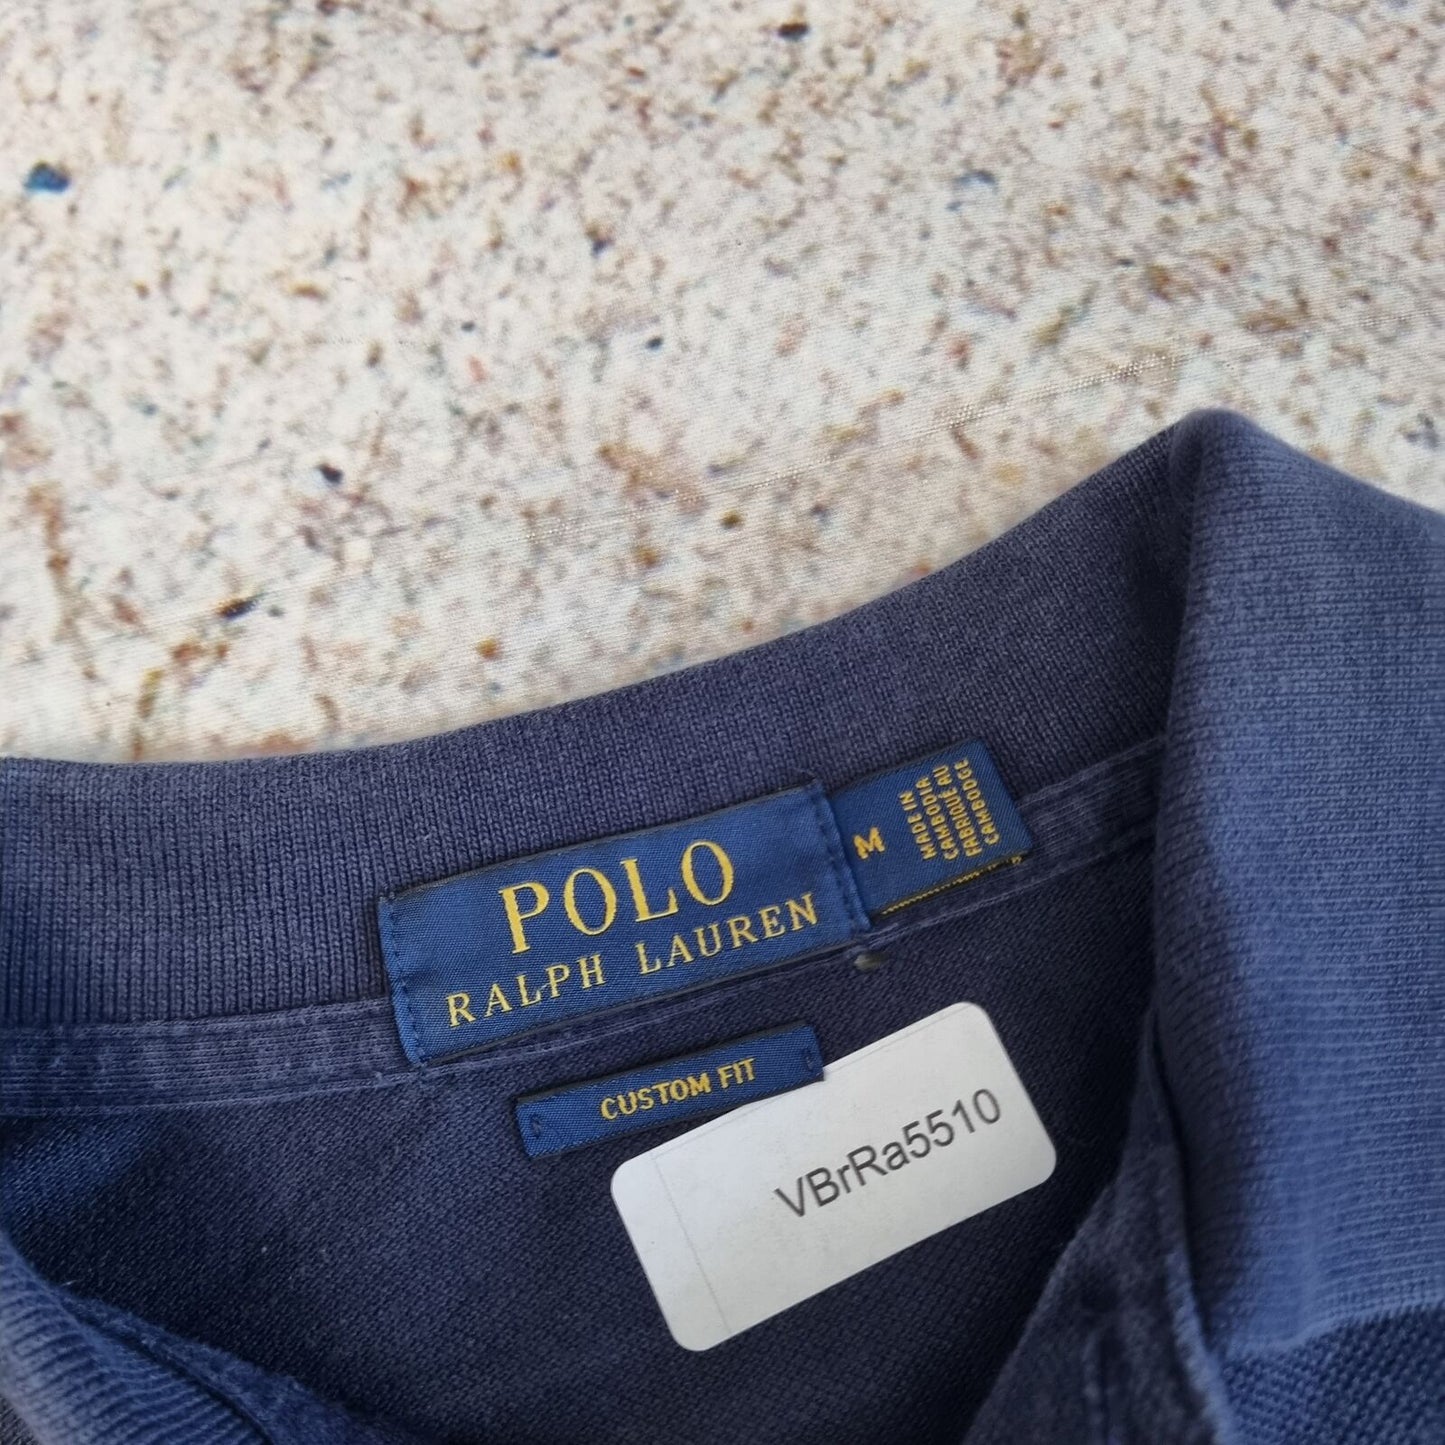 POLO
RALPH LAUREN
M
MADE IN
CAMBODIA
FABRIQUÉ AU
CAMBODGE
CUSTOM FIT
VBrRa5510